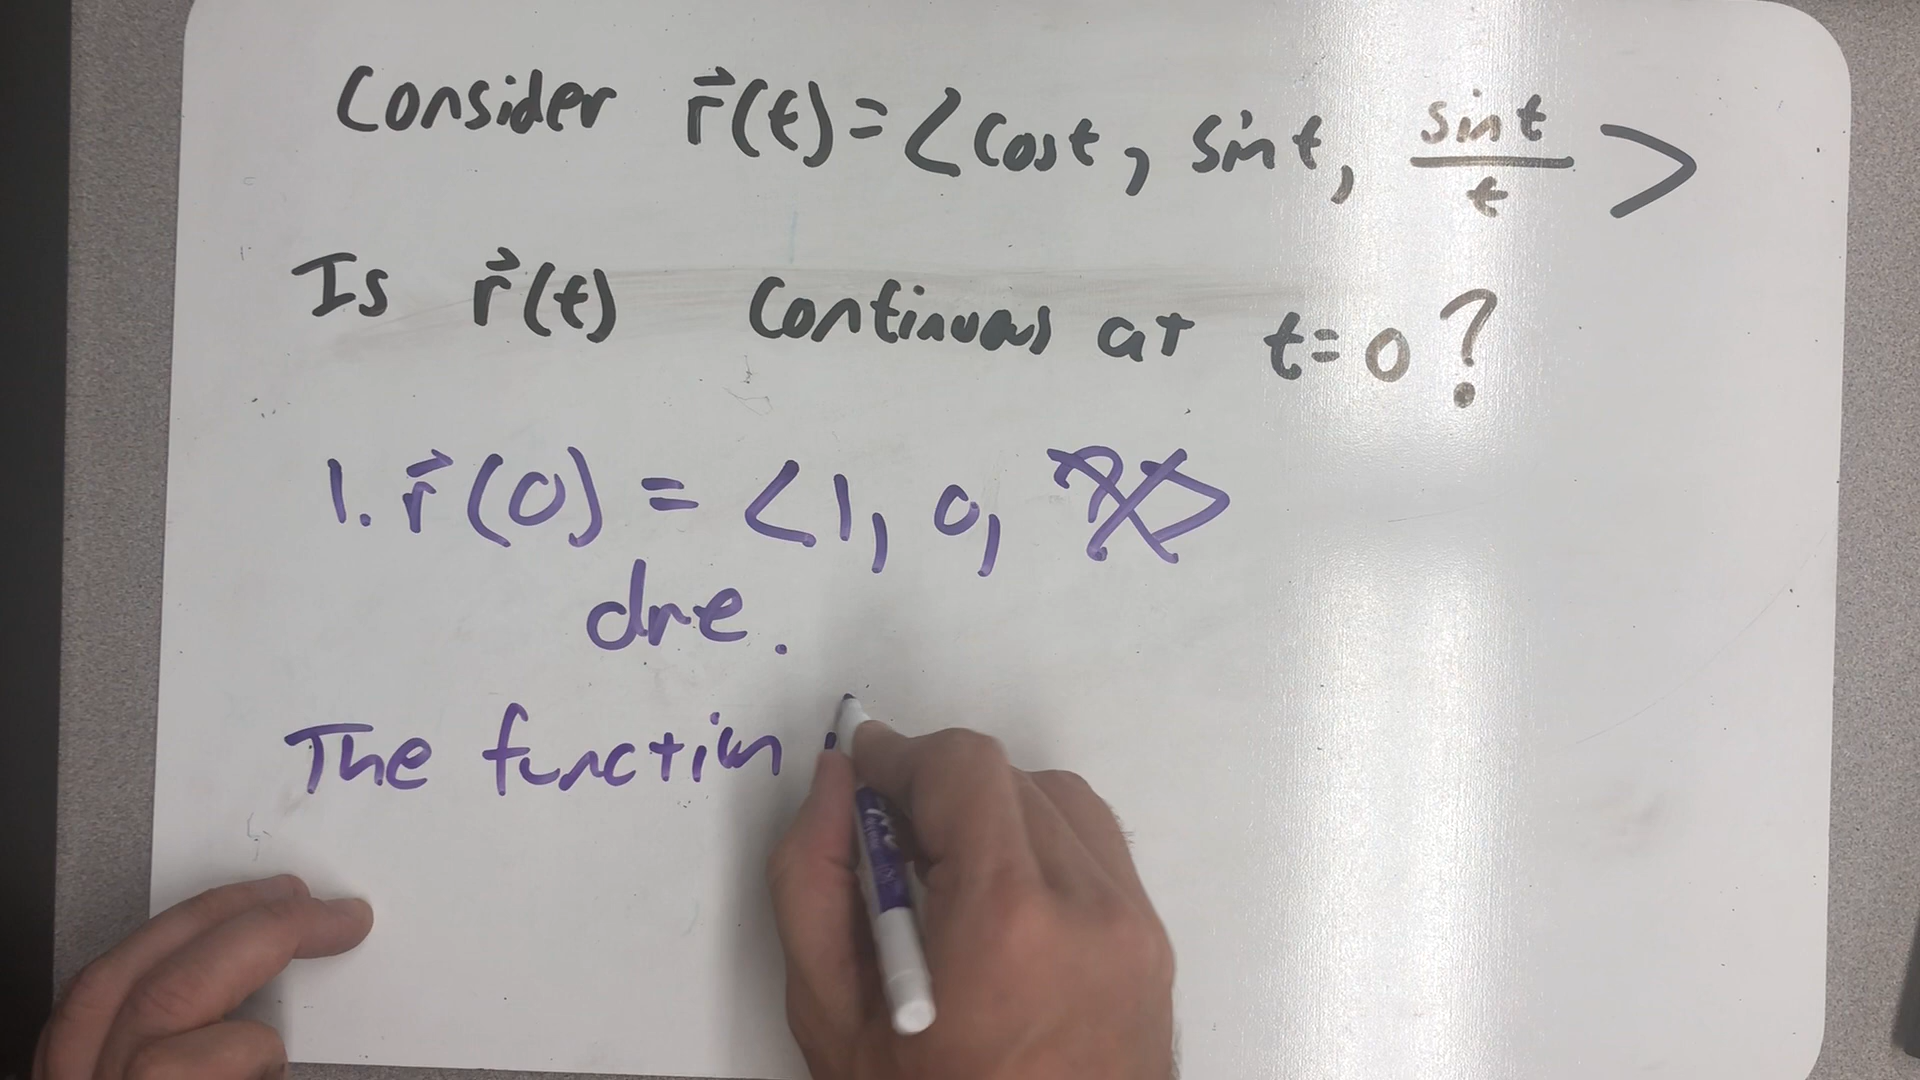 Consider r⃗(t) = <cost, sint, sint/t>
Is r⃗(t) continuous at t=0?
1. r⃗(0) = <1, 0, >
dne.
The function